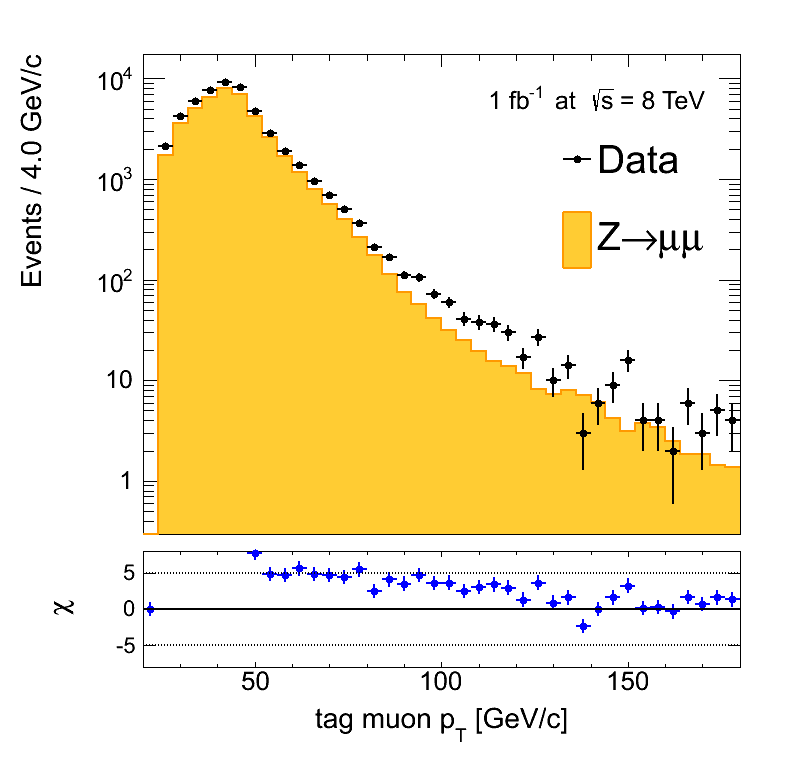 Events / 4.0 GeV/c
10⁴
10³
10²
10
1
1 fb⁻¹ at √s = 8 TeV
Data
Z→μμ
χ
5
0
-5
50
100
150
tag muon p_T [GeV/c]